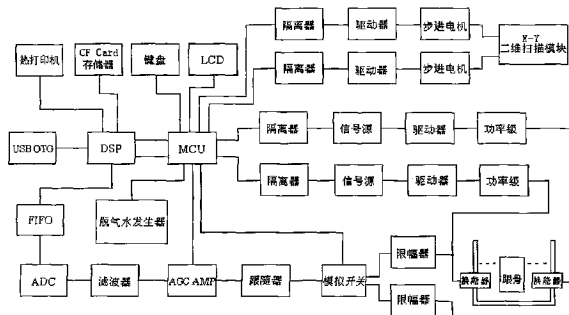 隔离器
驱动器
步进电机
X-Y
二维扫描模块
热打印机
CF Card
存储器
键盘
LCD
隔离器
驱动器
步进电机
隔离器
信号源
驱动器
功率级
USB OTG
DSP
MCU
隔离器
信号源
驱动器
功率级
FIFO
脱气水发生器
限幅器
换能器
跟骨
换能器
ADC
滤波器
AGC AMP
跟随器
模拟开关
限幅器